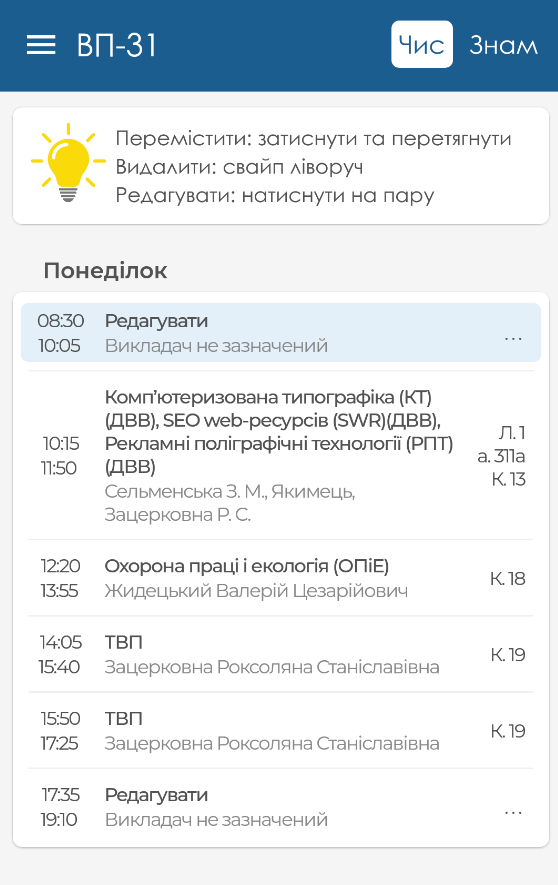 ВП-31
Чис
Знам
Перемістити: затиснути та перетягнути
Видалити: свайп ліворуч
Редагувати: натиснути на пару
Понеділок
08:30
10:05
Редагувати
Викладач не зазначений
...
10:15
11:50
Комп’ютеризована типографіка (КТ)
(ДВВ), SEO web-ресурсів (SWR)(ДВВ),
Рекламні поліграфічні технології (РПТ)
(ДВВ)
Сельменська З. М., Якимець,
Зацерковна Р. С.
Л. 1
а. 311а
К. 13
12:20
13:55
Охорона праці і екологія (ОПіЕ)
Жидецький Валерій Цезарійович
К. 18
14:05
15:40
ТВП
Зацерковна Роксоляна Станіславівна
К. 19
15:50
17:25
ТВП
Зацерковна Роксоляна Станіславівна
К. 19
17:35
19:10
Редагувати
Викладач не зазначений
...